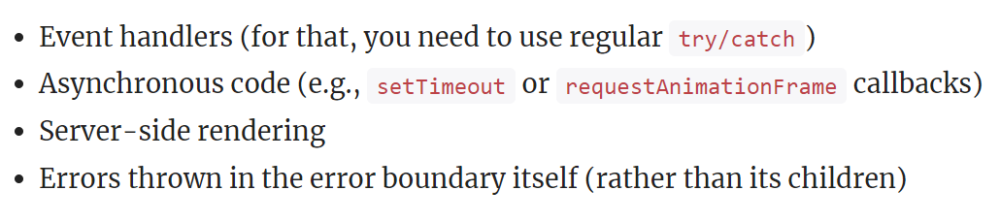 • Event handlers (for that, you need to use regular try/catch )
• Asynchronous code (e.g., setTimeout or requestAnimationFrame callbacks)
• Server-side rendering
• Errors thrown in the error boundary itself (rather than its children)